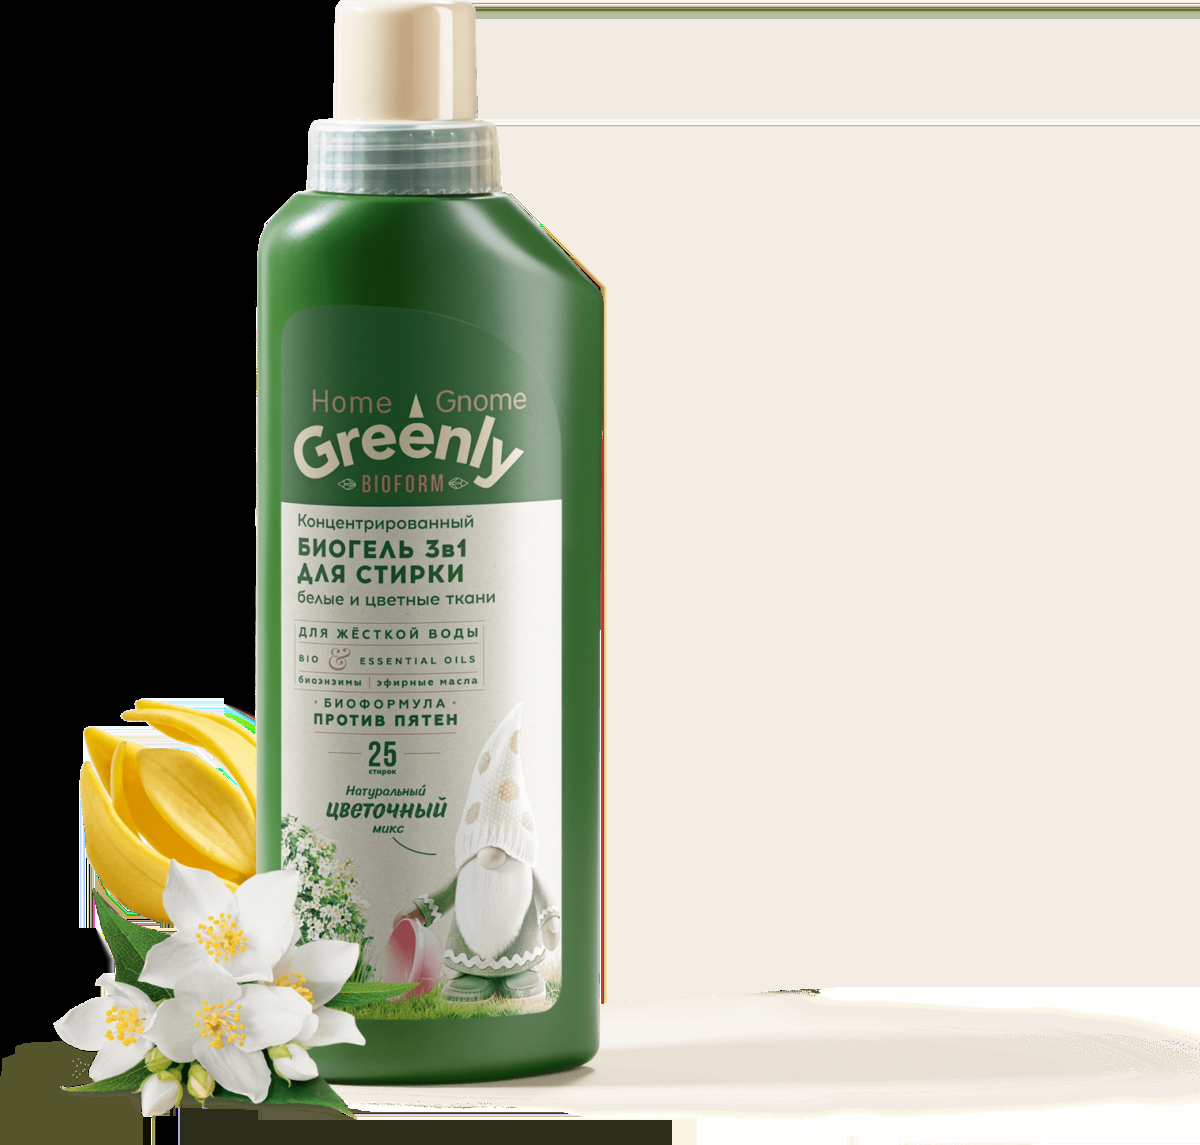 Home Gnome
Greenly
BIOFORM
Концентрированный
БИОГЕЛЬ 3в1
ДЛЯ СТИРКИ
белые и цветные ткани
ДЛЯ ЖЁСТКОЙ ВОДЫ
BIO & ESSENTIAL OILS
биоэнзимы | эфирные масла
• БИОФОРМУЛА •
ПРОТИВ ПЯТЕН
25
стирок
Натуральный
цветочный
микс